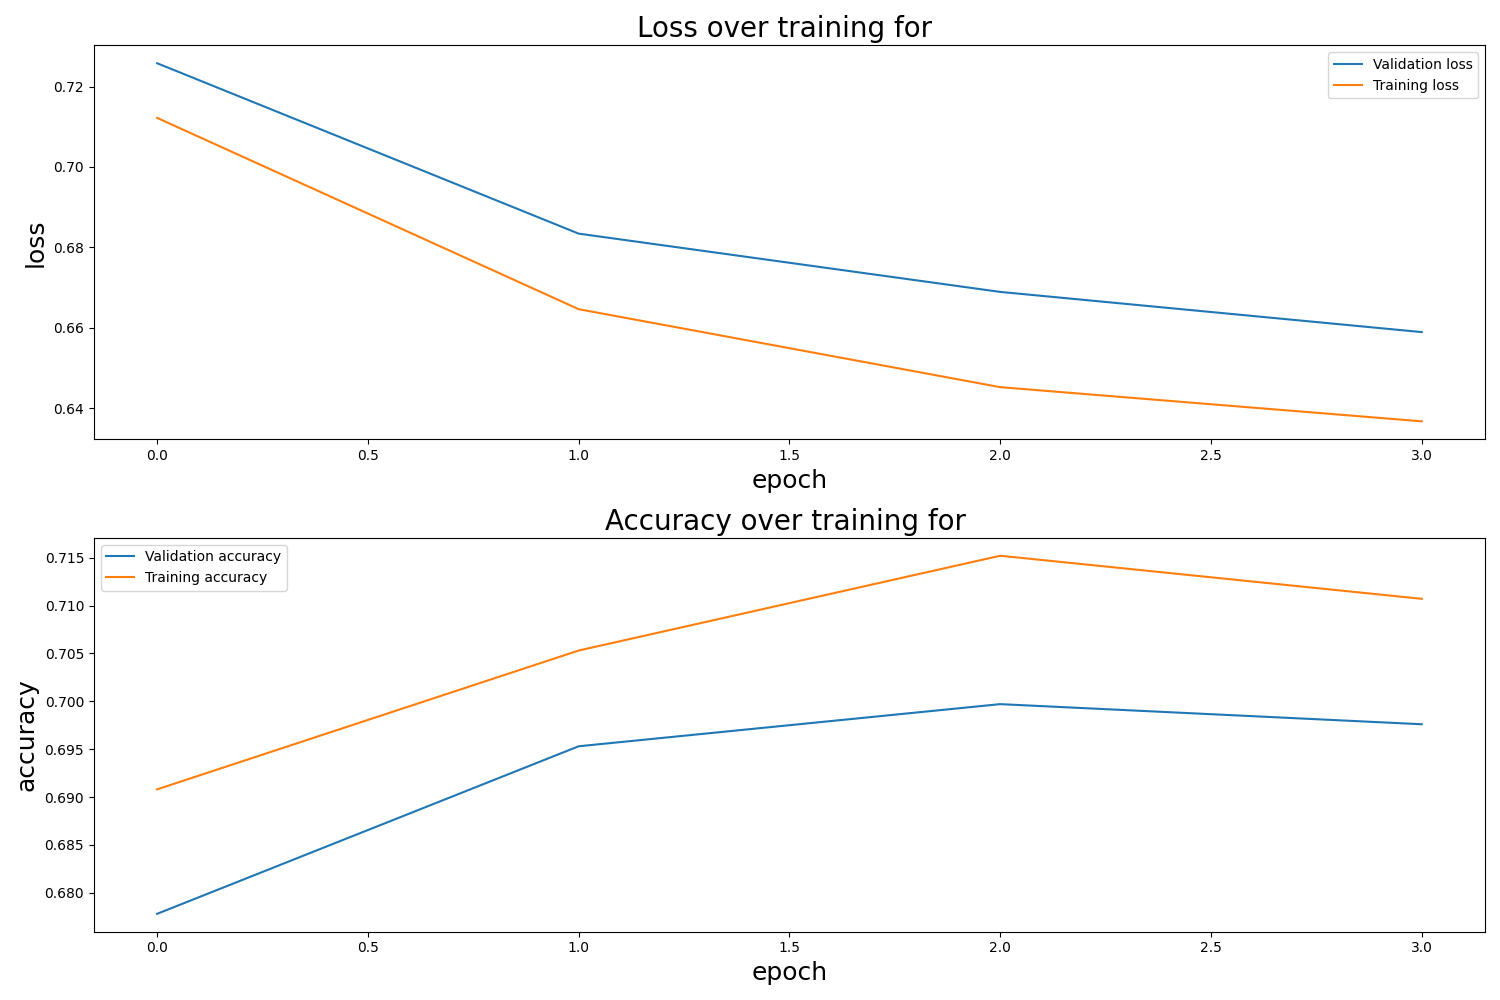 Loss over training for
loss
0.72
0.70
0.68
0.66
0.64
Validation loss
Training loss
0.0 0.5 1.0 1.5 2.0 2.5 3.0
epoch
Accuracy over training for
accuracy
0.715
0.710
0.705
0.700
0.695
0.690
0.685
0.680
Validation accuracy
Training accuracy
0.0 0.5 1.0 1.5 2.0 2.5 3.0
epoch